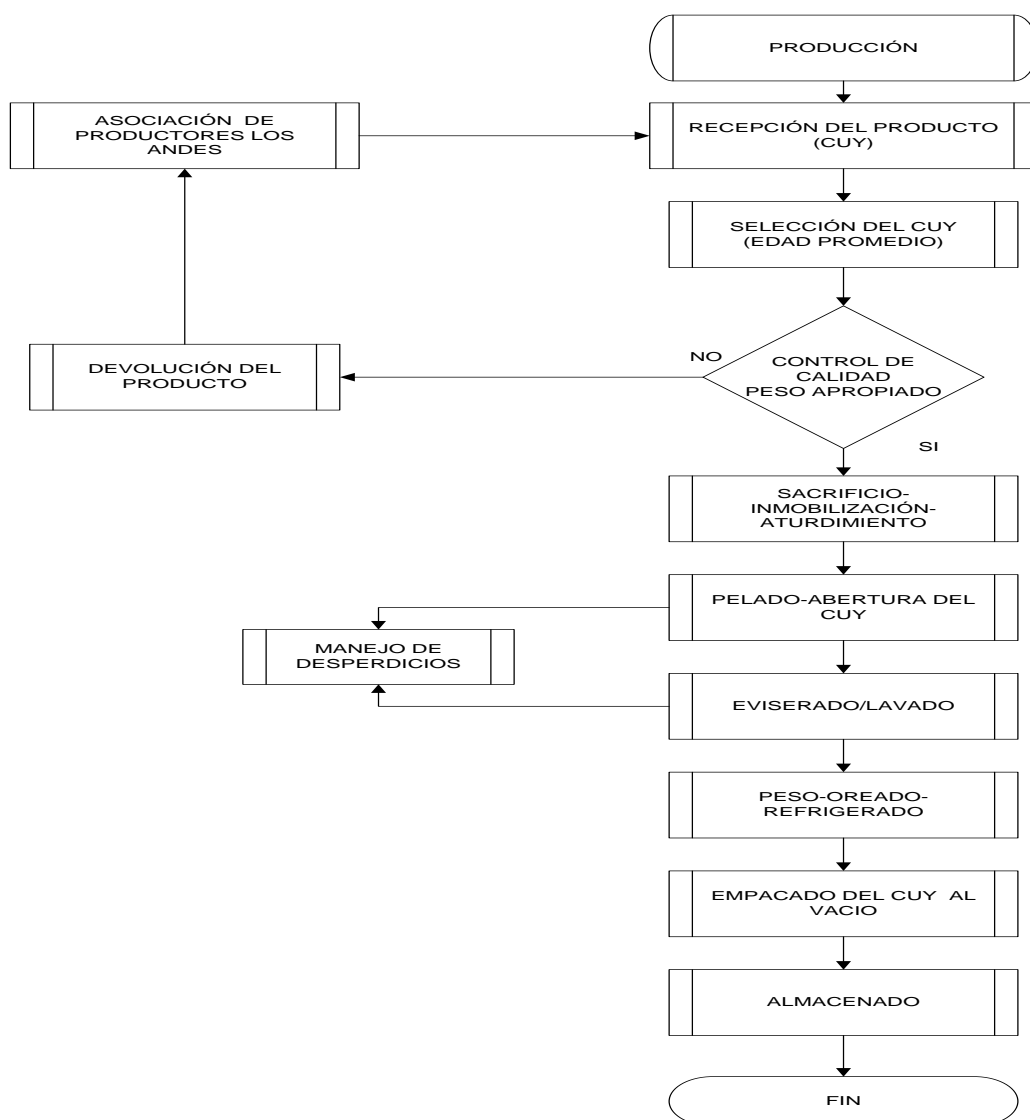 PRODUCCIÓN
ASOCIACIÓN DE
PRODUCTORES LOS
ANDES
RECEPCIÓN DEL PRODUCTO
(CUY)
SELECCIÓN DEL CUY
(EDAD PROMEDIO)
NO
CONTROL DE
CALIDAD
PESO APROPIADO
DEVOLUCIÓN DEL
PRODUCTO
SI
SACRIFICIO-
INMOBILIZACIÓN-
ATURDIMIENTO
PELADO-ABERTURA DEL
CUY
MANEJO DE
DESPERDICIOS
EVISERADO/LAVADO
PESO-OREADO-
REFRIGERADO
EMPACADO DEL CUY AL
VACIO
ALMACENADO
FIN